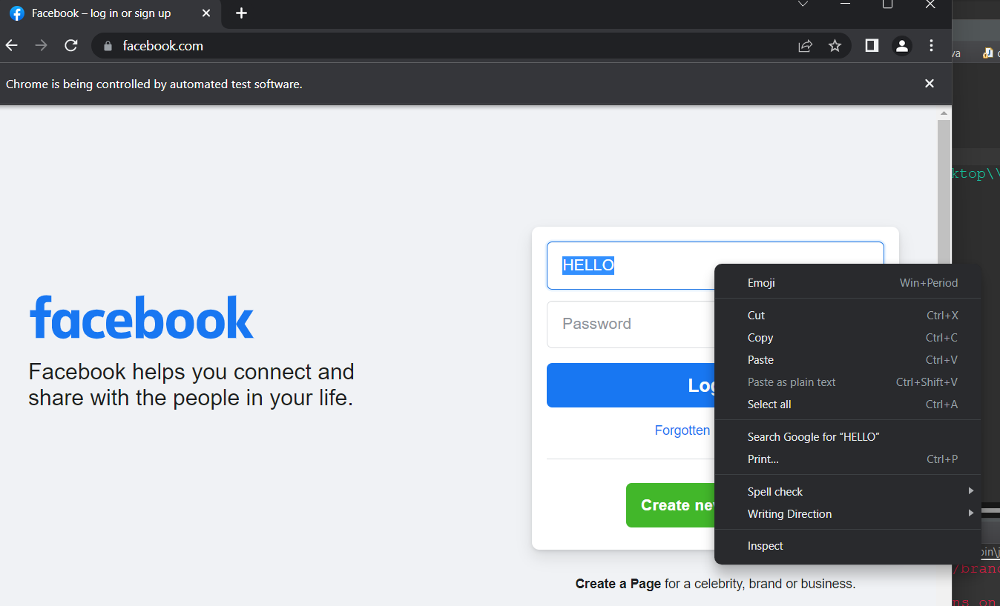 Facebook – log in or sign up
facebook.com
va
Chrome is being controlled by automated test software.
ktop\\
HELLO
Password
Log
Forgotten
Create new
facebook
Facebook helps you connect and
share with the people in your life.
Emoji Win+Period
Cut Ctrl+X
Copy Ctrl+C
Paste Ctrl+V
Paste as plain text Ctrl+Shift+V
Select all Ctrl+A
Search Google for “HELLO”
Print... Ctrl+P
Spell check
Writing Direction
Inspect
Create a Page for a celebrity, brand or business.
bin\j
/brand
ns on